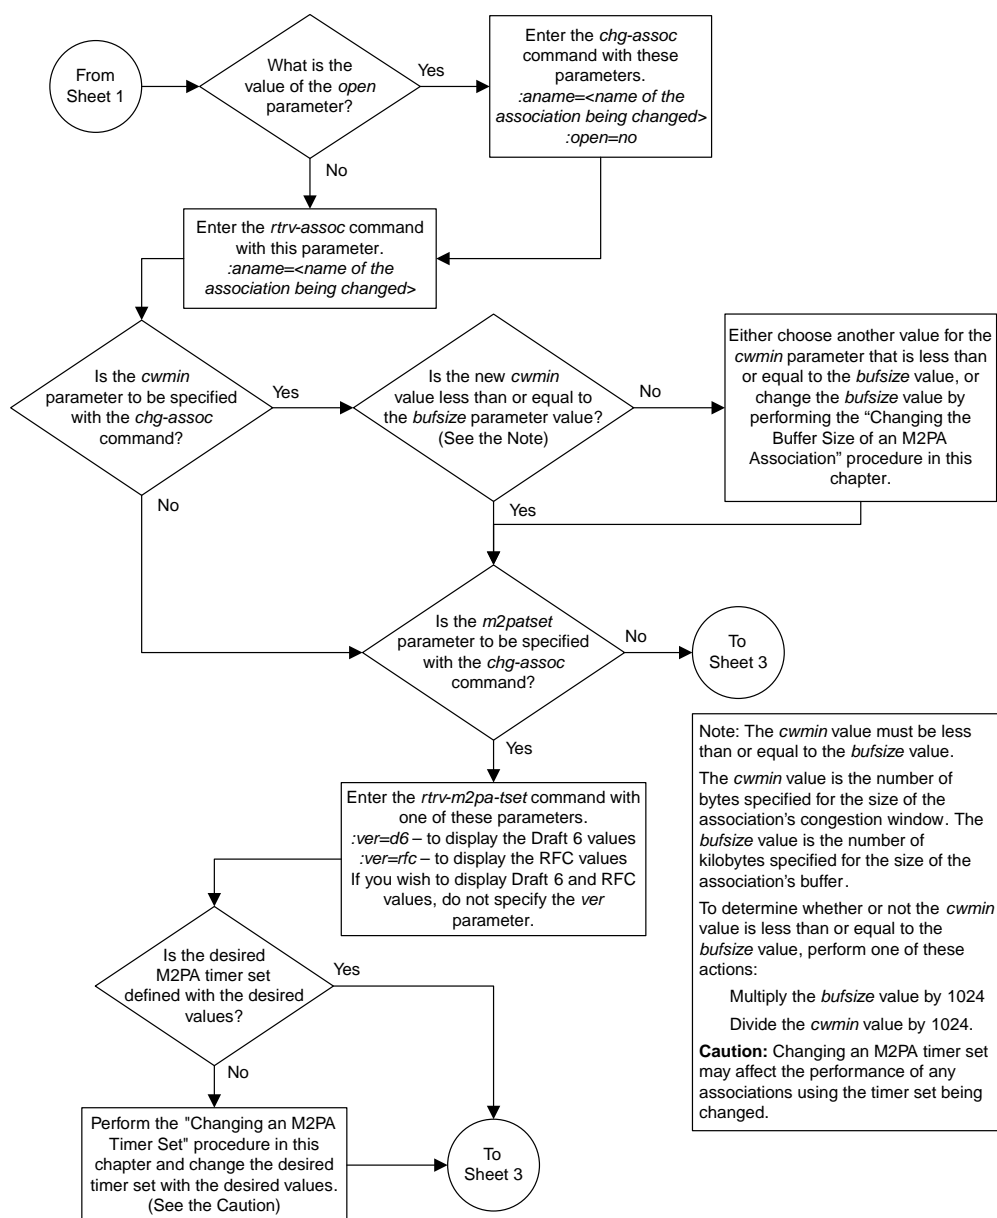 From
Sheet 1
What is the
value of the open
parameter?
Yes
No
Enter the chg-assoc
command with these
parameters.
:aname=<name of the
association being changed>
:open=no
Enter the rtrv-assoc command
with this parameter.
:aname=<name of the
association being changed>
Is the cwmin
parameter to be specified
with the chg-assoc
command?
Yes
No
Is the new cwmin
value less than or equal to
the bufsize parameter value?
(See the Note)
No
Yes
Either choose another value for the
cwmin parameter that is less than
or equal to the bufsize value, or
change the bufsize value by
performing the “Changing the
Buffer Size of an M2PA
Association” procedure in this
chapter.
Is the m2patset
parameter to be specified
with the chg-assoc
command?
No
Yes
To
Sheet 3
Enter the rtrv-m2pa-tset command with
one of these parameters.
:ver=d6 – to display the Draft 6 values
:ver=rfc – to display the RFC values
If you wish to display Draft 6 and RFC
values, do not specify the ver
parameter.
Is the desired
M2PA timer set
defined with the desired
values?
Yes
No
Perform the "Changing an M2PA
Timer Set" procedure in this
chapter and change the desired
timer set with the desired values.
(See the Caution)
To
Sheet 3
Note: The cwmin value must be less
than or equal to the bufsize value.
The cwmin value is the number of
bytes specified for the size of the
association’s congestion window. The
bufsize value is the number of
kilobytes specified for the size of the
association’s buffer.
To determine whether or not the cwmin
value is less than or equal to the
bufsize value, perform one of these
actions:
Multiply the bufsize value by 1024
Divide the cwmin value by 1024.
Caution: Changing an M2PA timer set
may affect the performance of any
associations using the timer set being
changed.